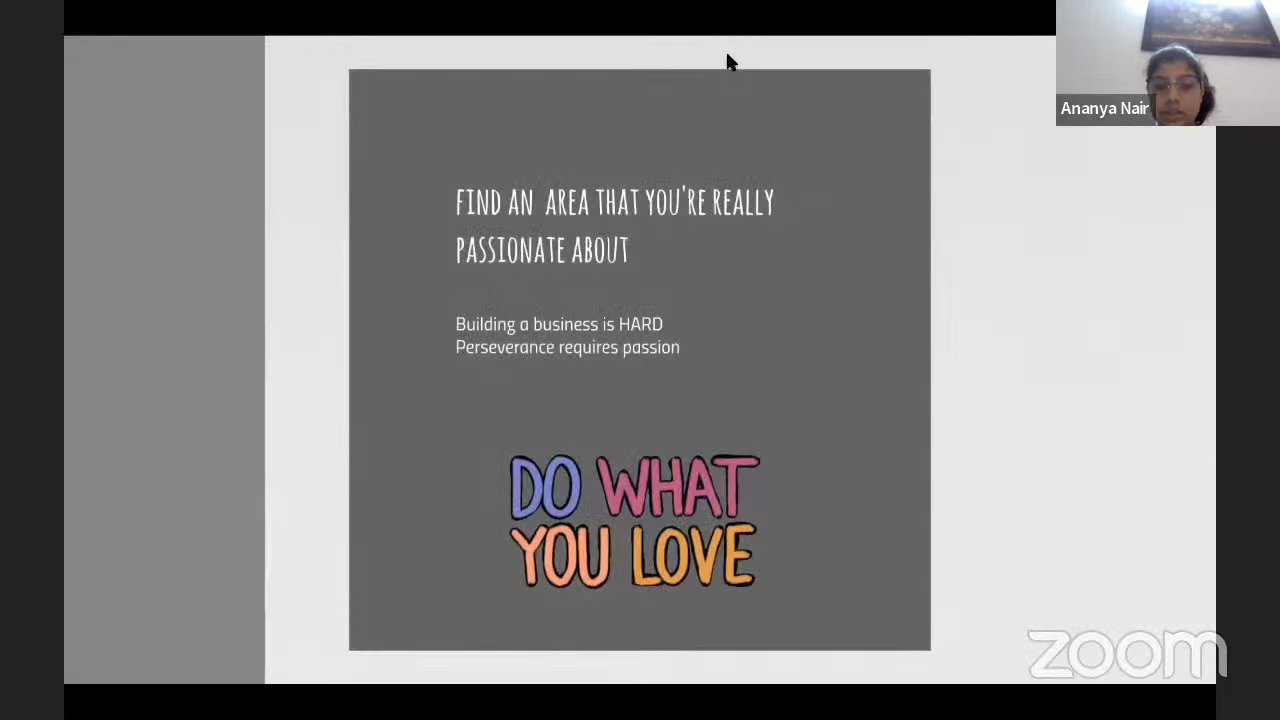 Ananya Nair
FIND AN AREA THAT YOU'RE REALLY
PASSIONATE ABOUT
Building a business is HARD
Perseverance requires passion
DO WHAT
YOU LOVE
zoom